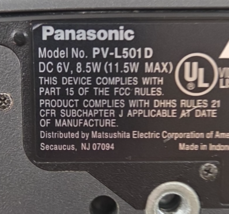 Panasonic
Model No. PV-L501D
DC 6V, 8.5W (11.5W MAX)
THIS DEVICE COMPLIES WITH
PART 15 OF THE FCC RULES.
PRODUCT COMPLIES WITH DHHS RULES 21
CFR SUBCHAPTER J APPLICABLE AT DATE
OF MANUFACTURE.
UL
Distributed by Matsushita Electric Corporation of Ame
Secaucus, NJ 07094 Made in Indon